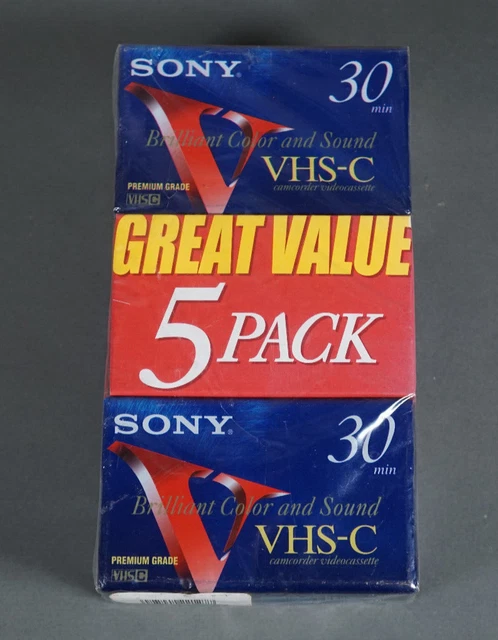 SONY®
30
min
V
Brilliant Color and Sound
VHS-C
camcorder videocassette
PREMIUM GRADE
VHS C
GREAT VALUE
5 PACK
SONY®
30
min
V
Brilliant Color and Sound
VHS-C
camcorder videocassette
PREMIUM GRADE
VHS C